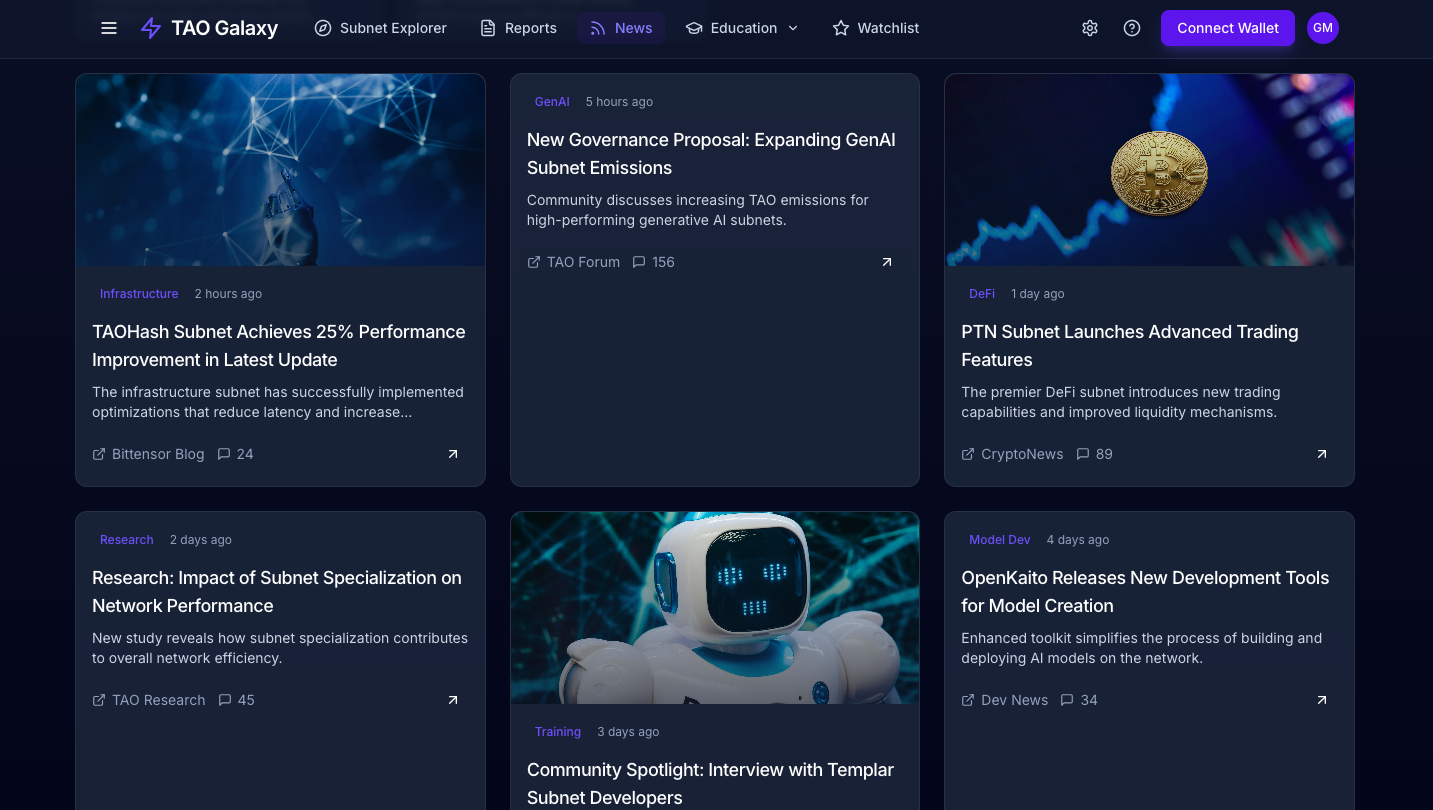 TAO Galaxy
Subnet Explorer
Reports
News
Education
Watchlist
Connect Wallet
GM
Infrastructure 2 hours ago
TAOHash Subnet Achieves 25% Performance
Improvement in Latest Update
The infrastructure subnet has successfully implemented
optimizations that reduce latency and increase...
Bittensor Blog 24
GenAI 5 hours ago
New Governance Proposal: Expanding GenAI
Subnet Emissions
Community discusses increasing TAO emissions for
high-performing generative AI subnets.
TAO Forum 156
DeFi 1 day ago
PTN Subnet Launches Advanced Trading
Features
The premier DeFi subnet introduces new trading
capabilities and improved liquidity mechanisms.
CryptoNews 89
Research 2 days ago
Research: Impact of Subnet Specialization on
Network Performance
New study reveals how subnet specialization contributes
to overall network efficiency.
TAO Research 45
Training 3 days ago
Community Spotlight: Interview with Templar
Subnet Developers
Model Dev 4 days ago
OpenKaito Releases New Development Tools
for Model Creation
Enhanced toolkit simplifies the process of building and
deploying AI models on the network.
Dev News 34